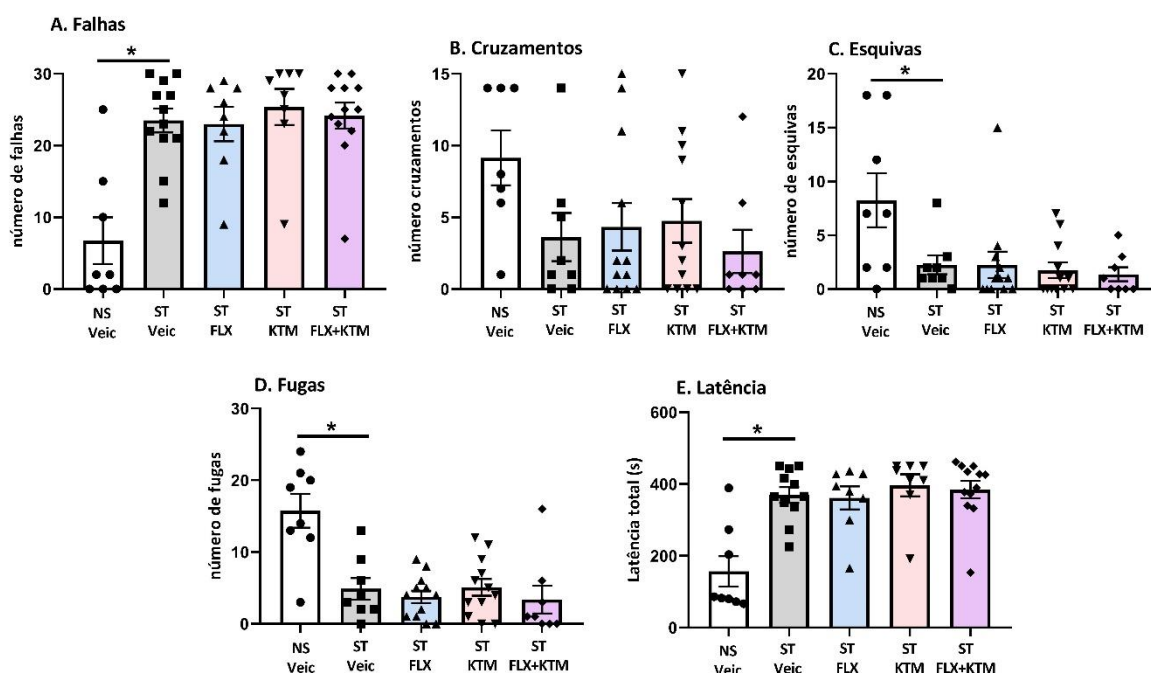 A. Falhas
*
número de falhas
30
20
10
0
NS ST ST ST ST
Veic Veic FLX KTM FLX+KTM
B. Cruzamentos
número cruzamentos
15
10
5
0
NS ST ST ST ST
Veic Veic FLX KTM FLX+KTM
C. Esquivas
*
número de esquivas
20
15
10
5
0
NS ST ST ST ST
Veic Veic FLX KTM FLX+KTM
D. Fugas
*
número de fugas
30
20
10
0
NS ST ST ST ST
Veic Veic FLX KTM FLX+KTM
E. Latência
*
Latência total (s)
600
400
200
0
NS ST ST ST ST
Veic Veic FLX KTM FLX+KTM